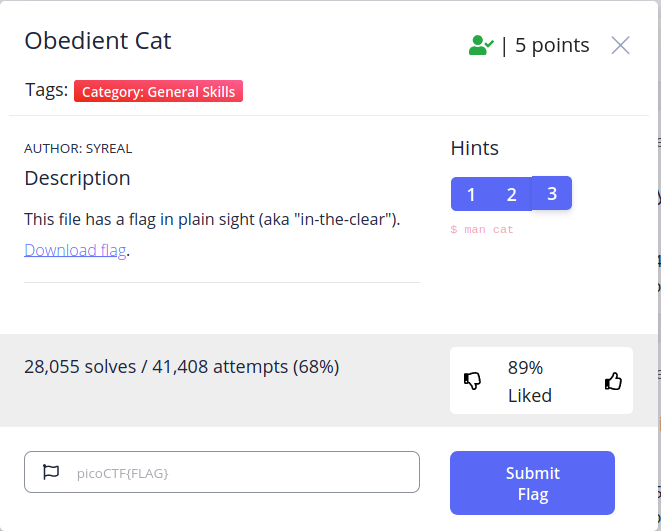 Obedient Cat
| 5 points
Tags: Category: General Skills
AUTHOR: SYREAL
Description
This file has a flag in plain sight (aka "in-the-clear").
Download flag.
Hints
1 2 3
$ man cat
28,055 solves / 41,408 attempts (68%)
89%
Liked
picoCTF{FLAG}
Submit
Flag